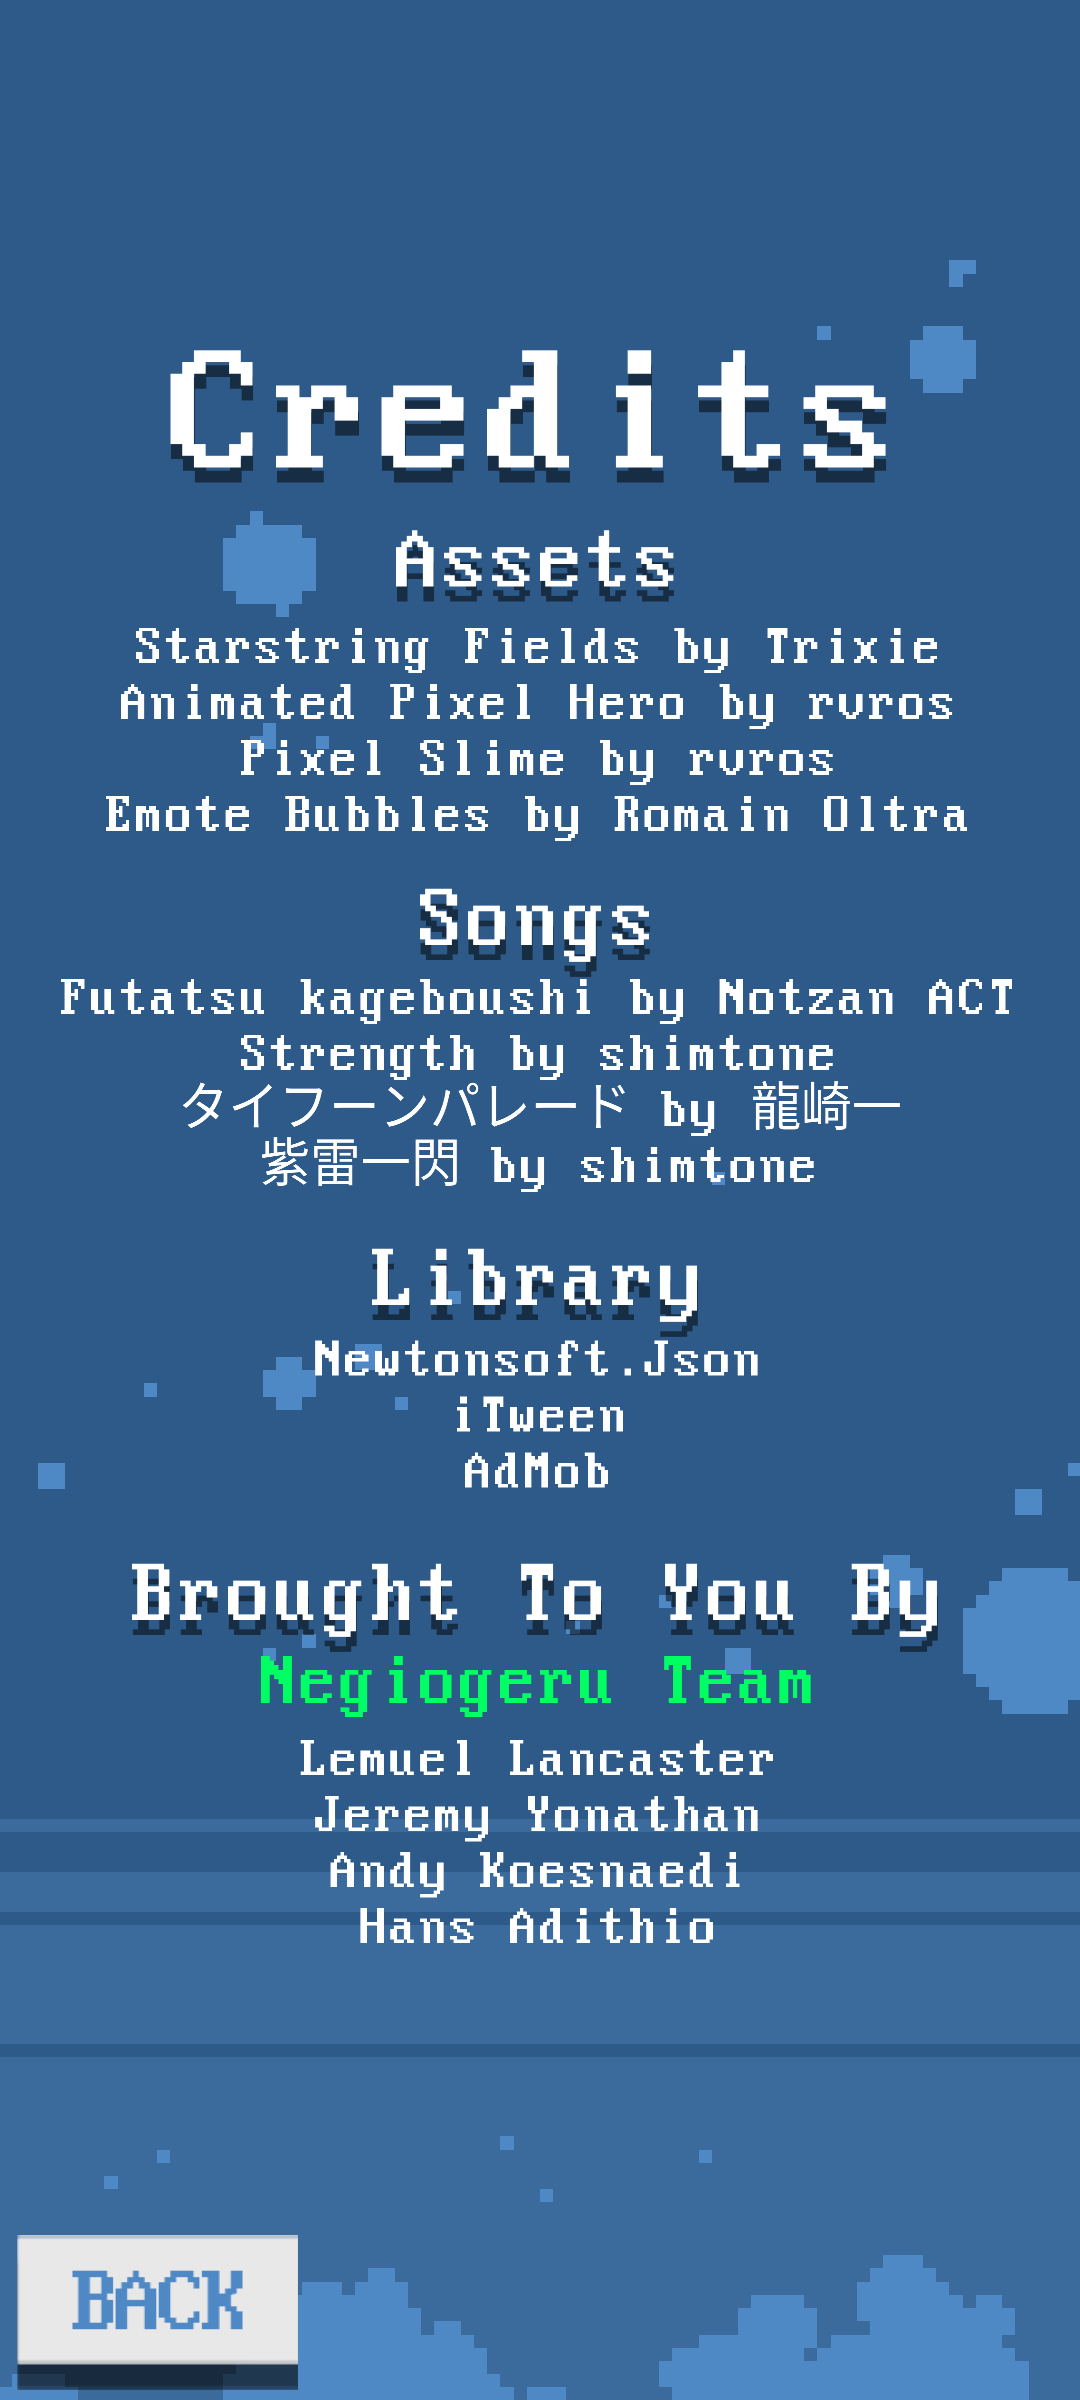 Credits
Assets
Starstring Fields by Trixie
Animated Pixel Hero by rvros
Pixel Slime by rvros
Emote Bubbles by Romain Oltra
Songs
Futatsu kageboushi by Notzan ACT
Strength by shimtone
タイフーンパレード by 龍崎一
紫雷一閃 by shimtone
Library
Newtonsoft.Json
iTween
AdMob
Brought To You By
Negiogeru Team
Lemuel Lancaster
Jeremy Yonathan
Andy Koesnaedi
Hans Adithio
BACK